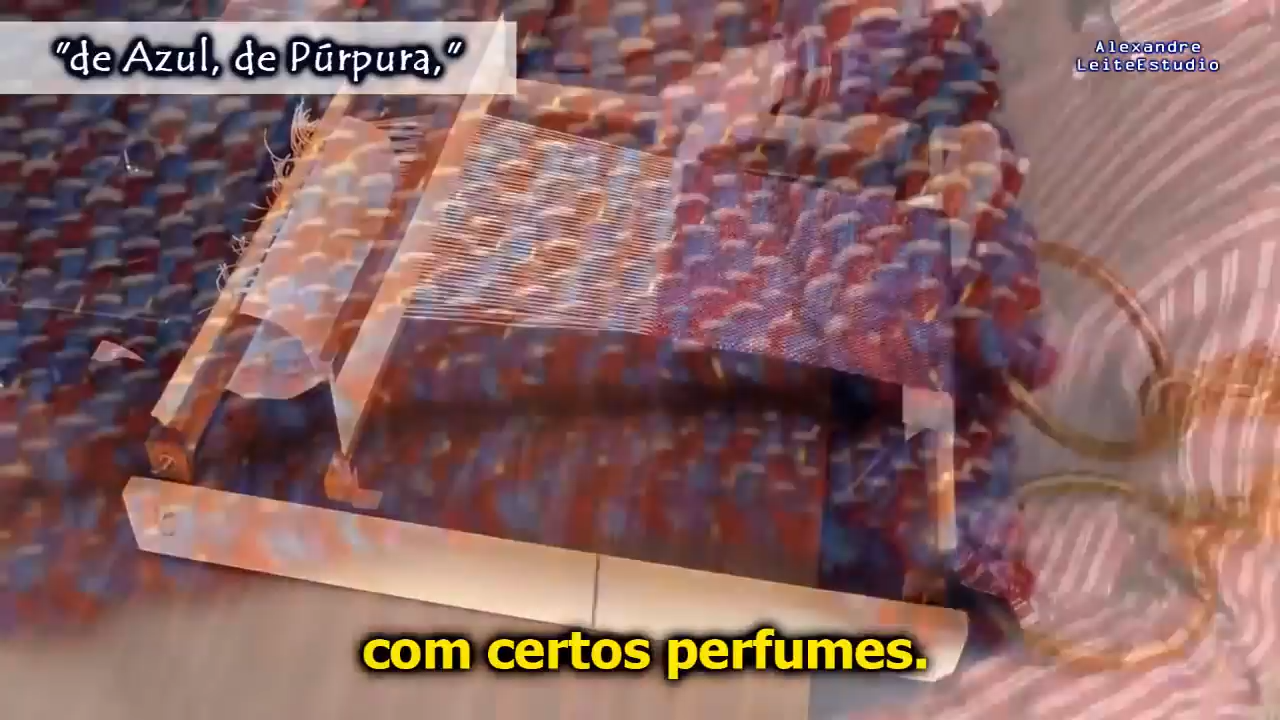 "de Azul, de Púrpura,"
Alexandre
LeiteEstudio
com certos perfumes.